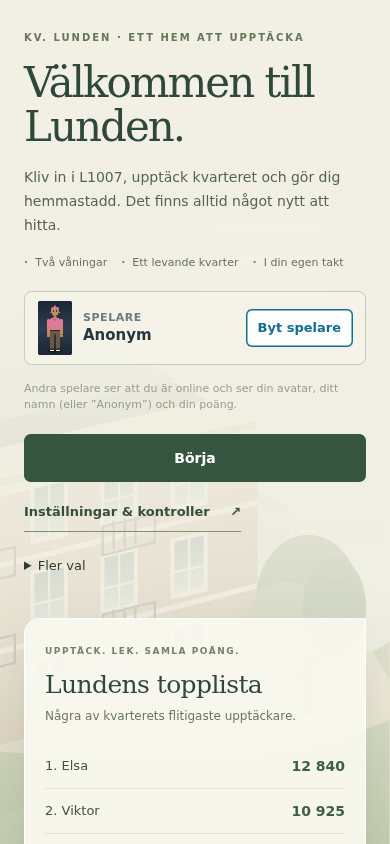 KV. LUNDEN · ETT HEM ATT UPPTÄCKA
Välkommen till
Lunden.
Kliv in i L1007, upptäck kvarteret och gör dig
hemmastadd. Det finns alltid något nytt att
hitta.
· Två våningar · Ett levande kvarter · I din egen takt
SPELARE
Anonym
Byt spelare
Andra spelare ser att du är online och ser din avatar, ditt
namn (eller ”Anonym”) och din poäng.
Börja
Inställningar & kontroller ↗
▶ Fler val
UPPTÄCK. LEK. SAMLA POÄNG.
Lundens topplista
Några av kvarterets flitigaste upptäckare.
1. Elsa 12 840
2. Viktor 10 925